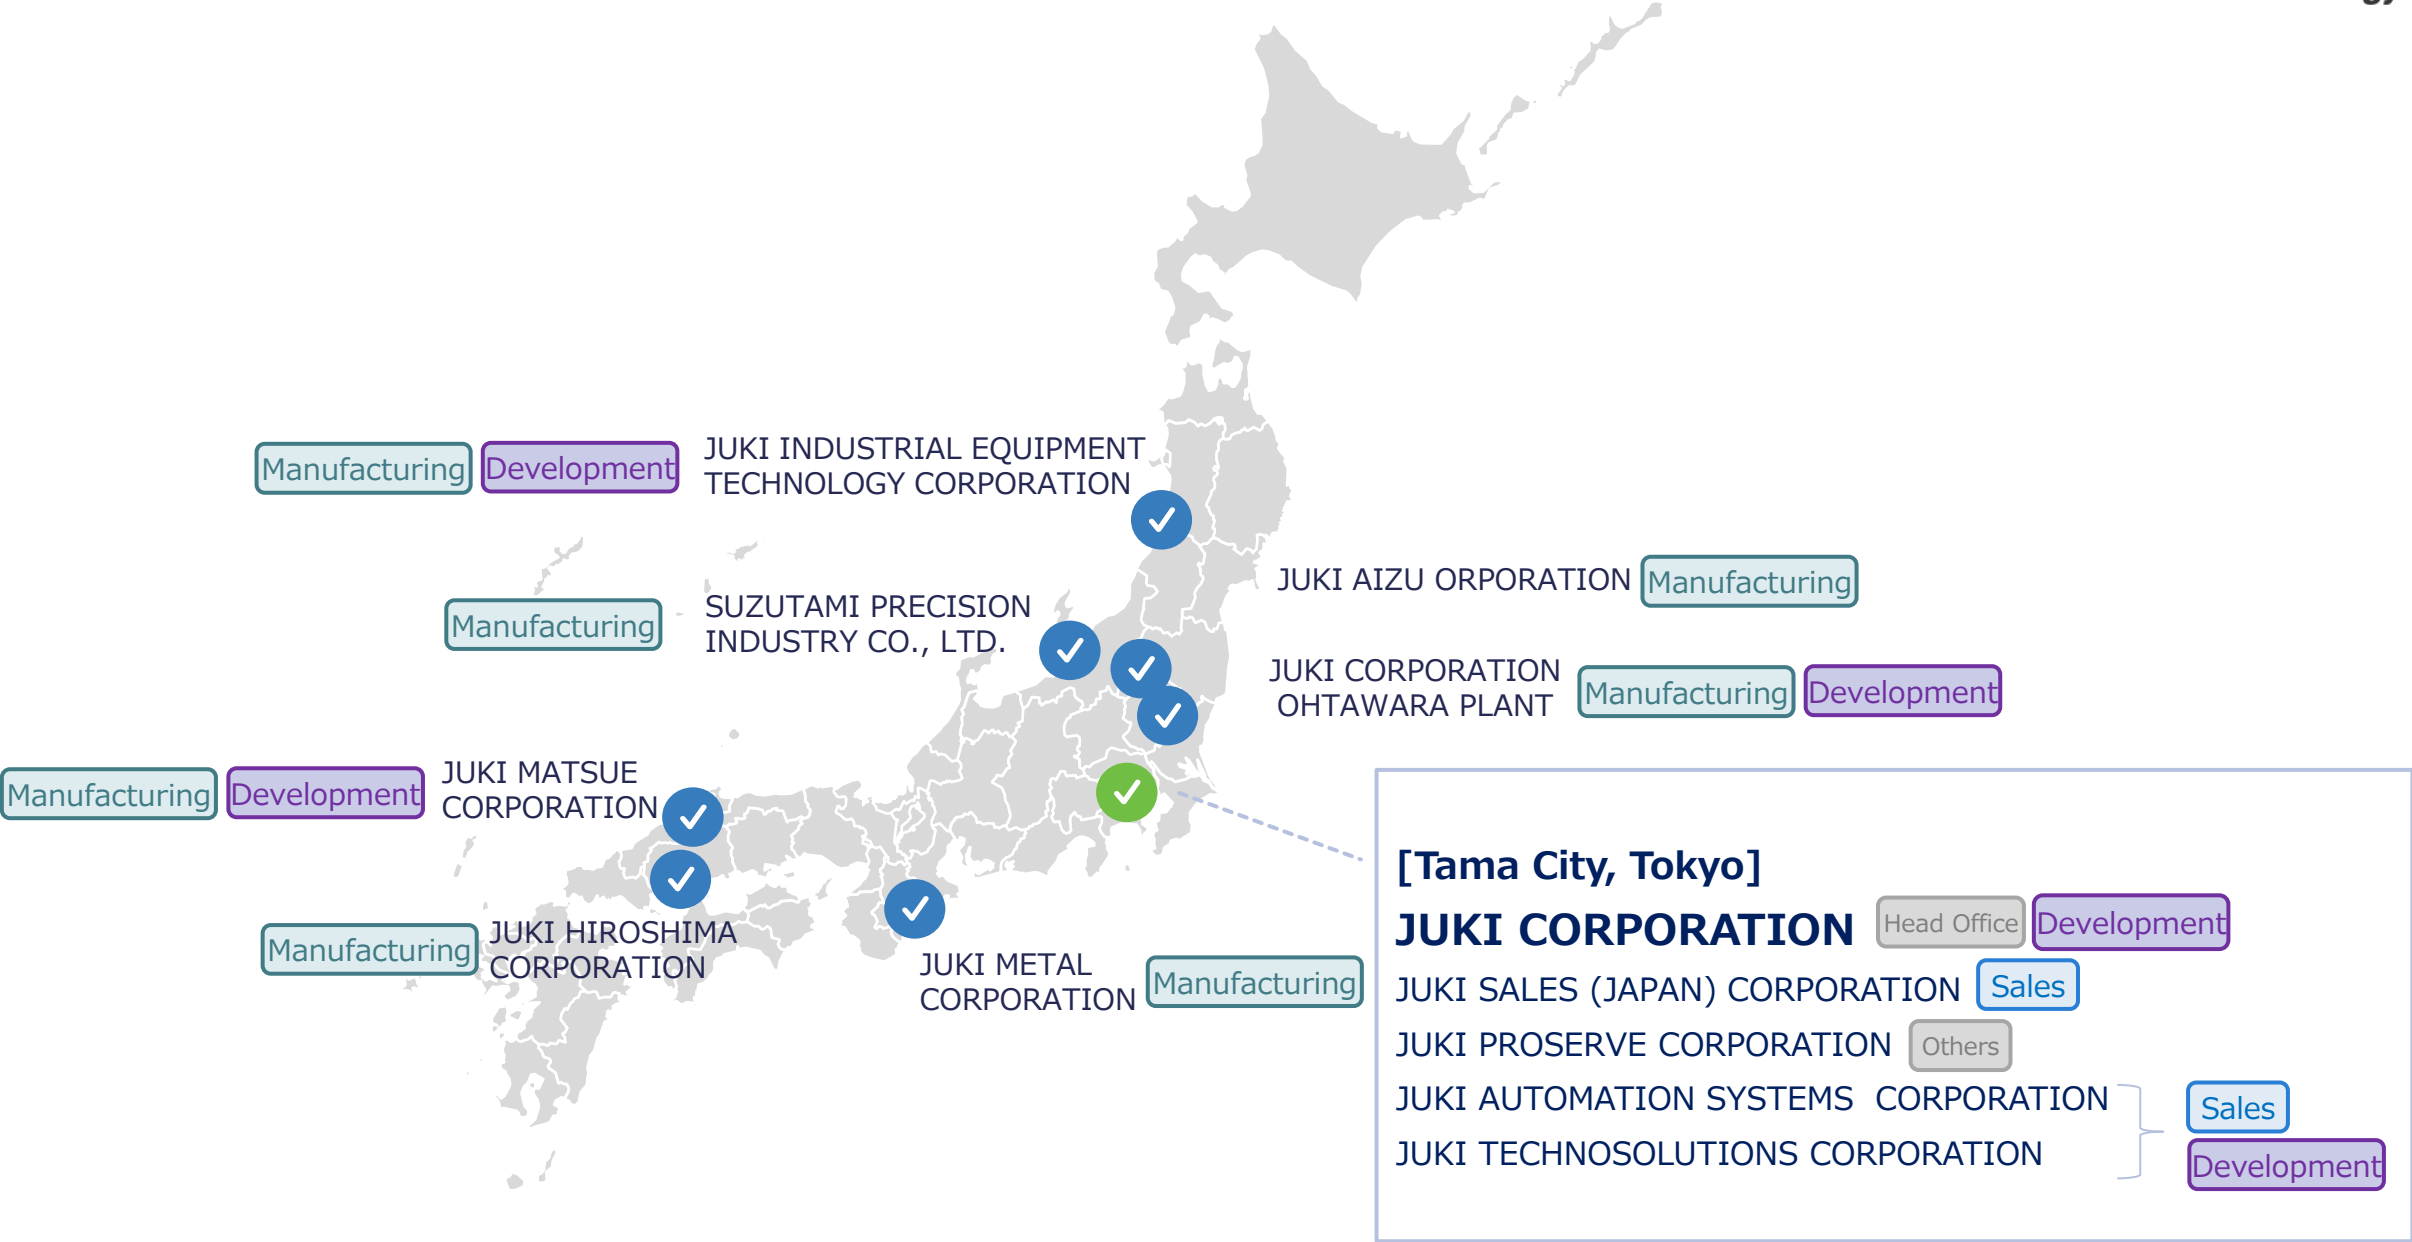 Manufacturing
Development
JUKI INDUSTRIAL EQUIPMENT
TECHNOLOGY CORPORATION
Manufacturing
SUZUTAMI PRECISION
INDUSTRY CO., LTD.
JUKI AIZU ORPORATION
Manufacturing
JUKI CORPORATION
OHTAWARA PLANT
Manufacturing
Development
Manufacturing
Development
JUKI MATSUE
CORPORATION
Manufacturing
JUKI HIROSHIMA
CORPORATION
JUKI METAL
CORPORATION
Manufacturing
[Tama City, Tokyo]
JUKI CORPORATION
Head Office
Development
JUKI SALES (JAPAN) CORPORATION
Sales
JUKI PROSERVE CORPORATION
Others
JUKI AUTOMATION SYSTEMS CORPORATION
JUKI TECHNOSOLUTIONS CORPORATION
Sales
Development